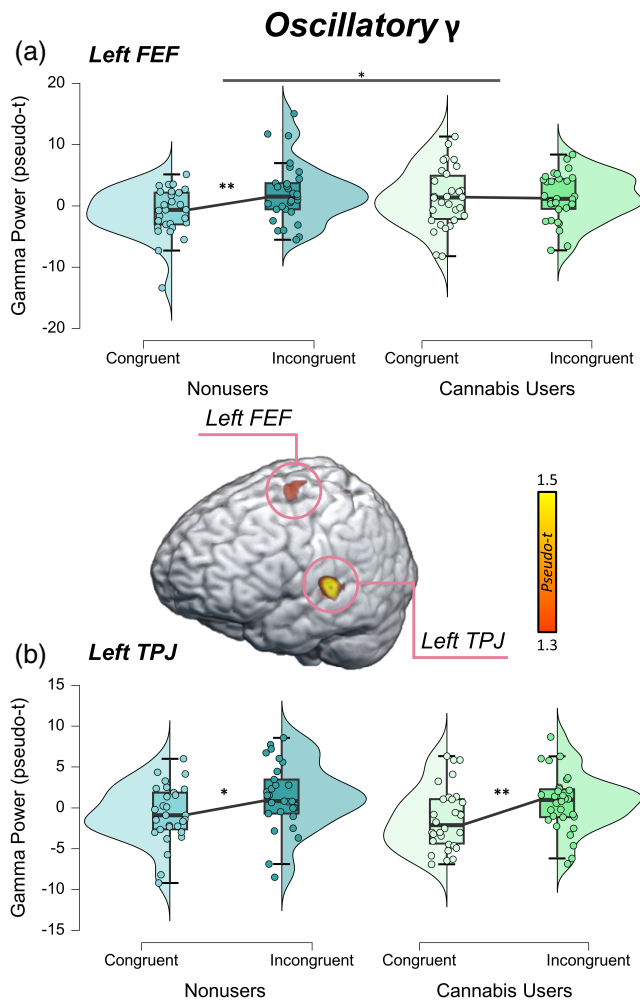 Oscillatory γ
(a)
Left FEF
*
20
10
0
-10
-20
Gamma Power (pseudo-t)
**
Congruent
Incongruent
Congruent
Incongruent
Nonusers
Cannabis Users
Left FEF
1.5
Pseudo-t
1.3
Left TPJ
(b)
Left TPJ
15
10
5
0
-5
-10
-15
Gamma Power (pseudo-t)
*
**
Congruent
Incongruent
Congruent
Incongruent
Nonusers
Cannabis Users